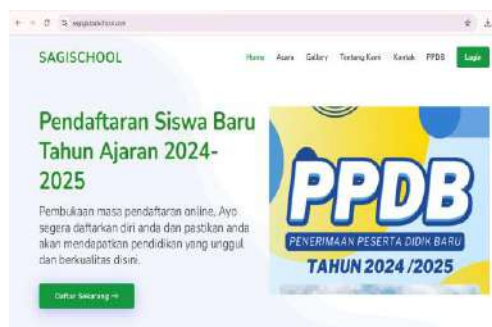 SAGISCHOOL
Home Acara Gallery Tentang Kami Kontak PPDB Login
Pendaftaran Siswa Baru
Tahun Ajaran 2024-
2025
Pembukaan masa pendaftaran online, Ayo
segera daftarkan diri anda dan pastikan anda
akan mendapatkan pendidikan yang unggul
dan berkualitas disini.
Daftar Sekarang →
PPDB
PENERIMAAN PESERTA DIDIK BARU
TAHUN 2024 /2025